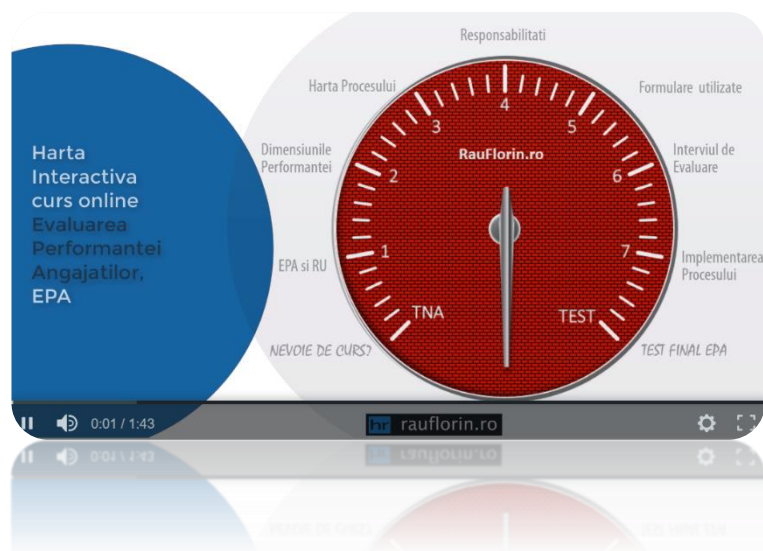 Harta
Interactiva
curs online
Evaluarea
Performantei
Angajatilor,
EPA
Responsabilitati
Harta Procesului
Formulare utilizate
Dimensiunile
Performantei
Interviul de
Evaluare
EPA si RU
Implementarea
Procesului
NEVOIE DE CURS?
TEST FINAL EPA
4
3
5
RauFlorin.ro
2
6
1
7
TNA
TEST
0:01 / 1:43
hr rauflorin.ro